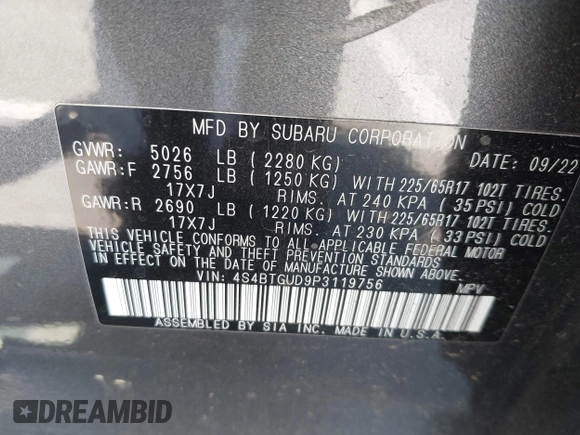 MFD BY SUBARU CORPORATION
GVWR: 5026 LB (2280 KG) DATE: 09/22
GAWR:F 2756 LB (1250 KG) WITH 225/65R17 102T TIRES.
17X7J RIMS. AT 240 KPA (35 PSI) COLD
GAWR:R 2690 LB (1220 KG) WITH 225/65R17 102T TIRES.
17X7J RIMS. AT 230 KPA (33 PSI) COLD
THIS VEHICLE CONFORMS TO ALL APPLICABLE FEDERAL MOTOR
VEHICLE SAFETY AND THEFT PREVENTION STANDARDS IN EFFECT
ON THE DATE OF MANUFACTURE SHOWN ABOVE.
VIN: 4S4BTGUD9P3119756 MPV
ASSEMBLED BY SIA INC. MADE IN U.S.A.
DREAMBID